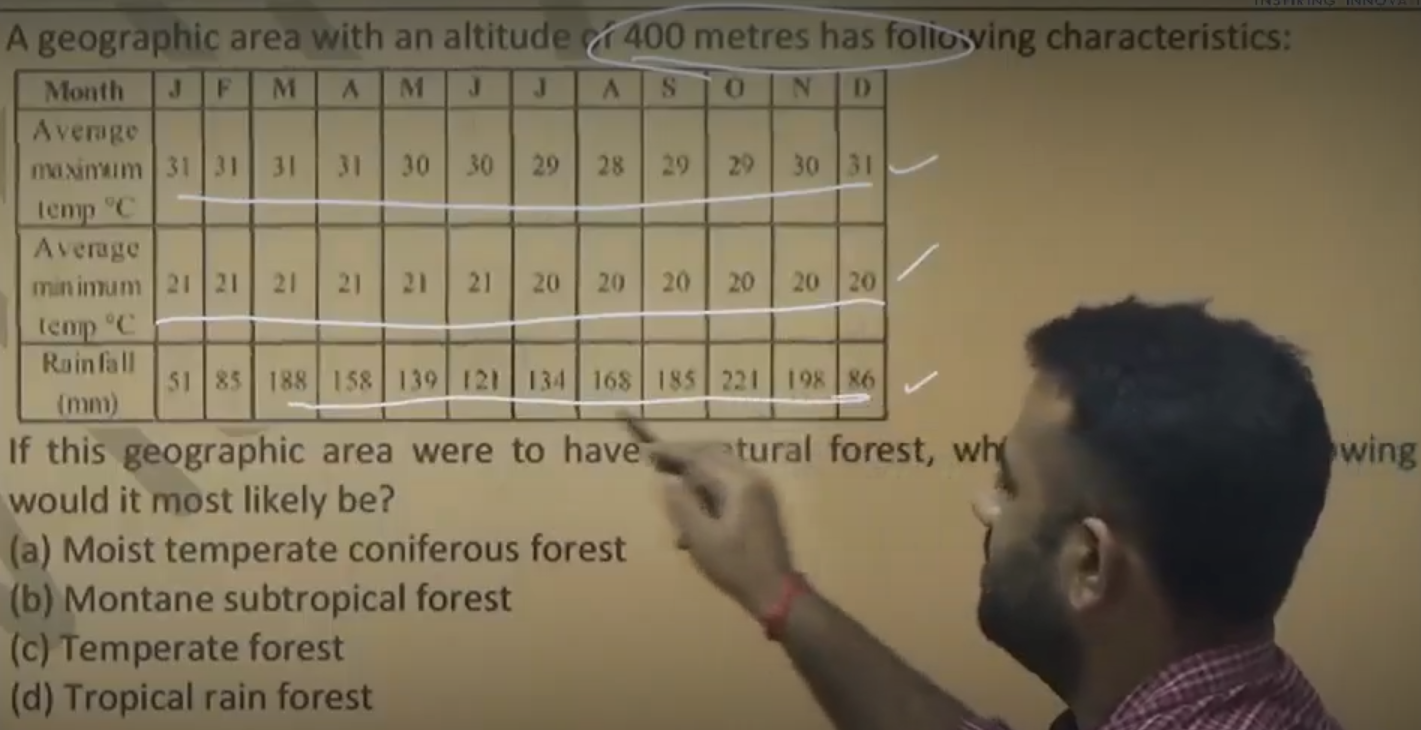 A geographic area with an altitude of 400 metres has following characteristics:
Month J F M A M J J A S O N D
Average
maximum 31 31 31 31 30 30 29 28 29 29 30 31
temp °C
Average
minimum 21 21 21 21 21 21 20 20 20 20 20 20
temp °C
Rainfall
51 85 188 158 139 121 134 168 185 221 198 86
(mm)
If this geographic area were to have forest,
would it most likely be?
(a) Moist temperate coniferous forest
(b) Montane subtropical forest
(c) Temperate forest
(d) Tropical rain forest